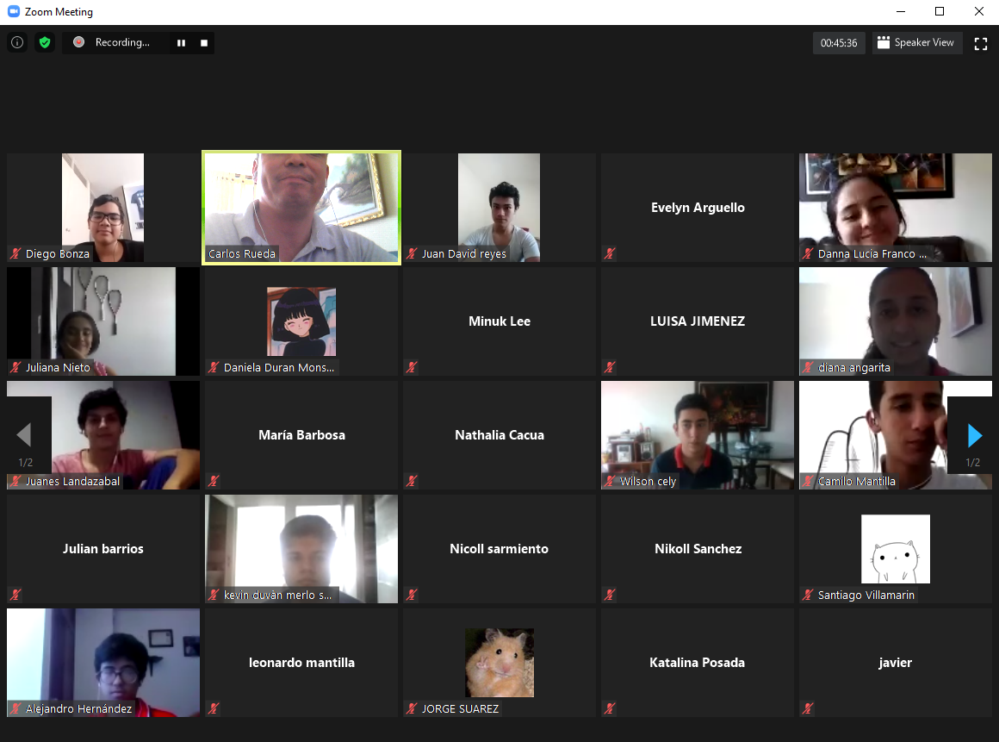 Zoom Meeting
Recording...
00:45:36
Speaker View
Diego Bonza
Carlos Rueda
Juan David reyes
Evelyn Arguello
Danna Lucía Franco ...
Juliana Nieto
Daniela Duran Mons...
Minuk Lee
LUISA JIMENEZ
diana angarita
1/2
Juanes Landazabal
María Barbosa
Nathalia Cacua
Wilson cely
Camilo Mantilla
1/2
Julian barrios
kevin duvan merlo s...
Nicoll sarmiento
Nikoll Sanchez
Santiago Villamarin
Alejandro Hernández
leonardo mantilla
JORGE SUAREZ
Katalina Posada
javier